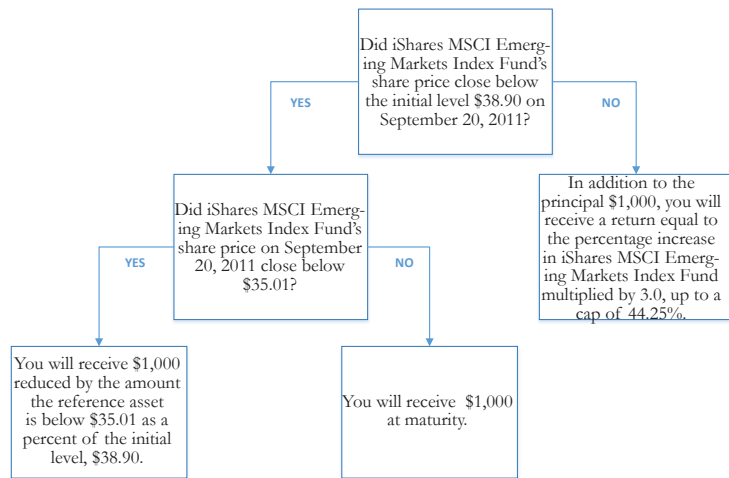 Did iShares MSCI Emerg-
ing Markets Index Fund's
share price close below
the initial level $38.90 on
September 20, 2011?
YES
NO
Did iShares MSCI Emerg-
ing Markets Index Fund's
share price on September
20, 2011 close below
$35.01?
In addition to the
principal $1,000, you will
receive a return equal to
the percentage increase
in iShares MSCI Emerg-
ing Markets Index Fund
multiplied by 3.0, up to a
cap of 44.25%.
YES
NO
You will receive $1,000
reduced by the amount
the reference asset
is below $35.01 as a
percent of the initial
level, $38.90.
You will receive $1,000
at maturity.